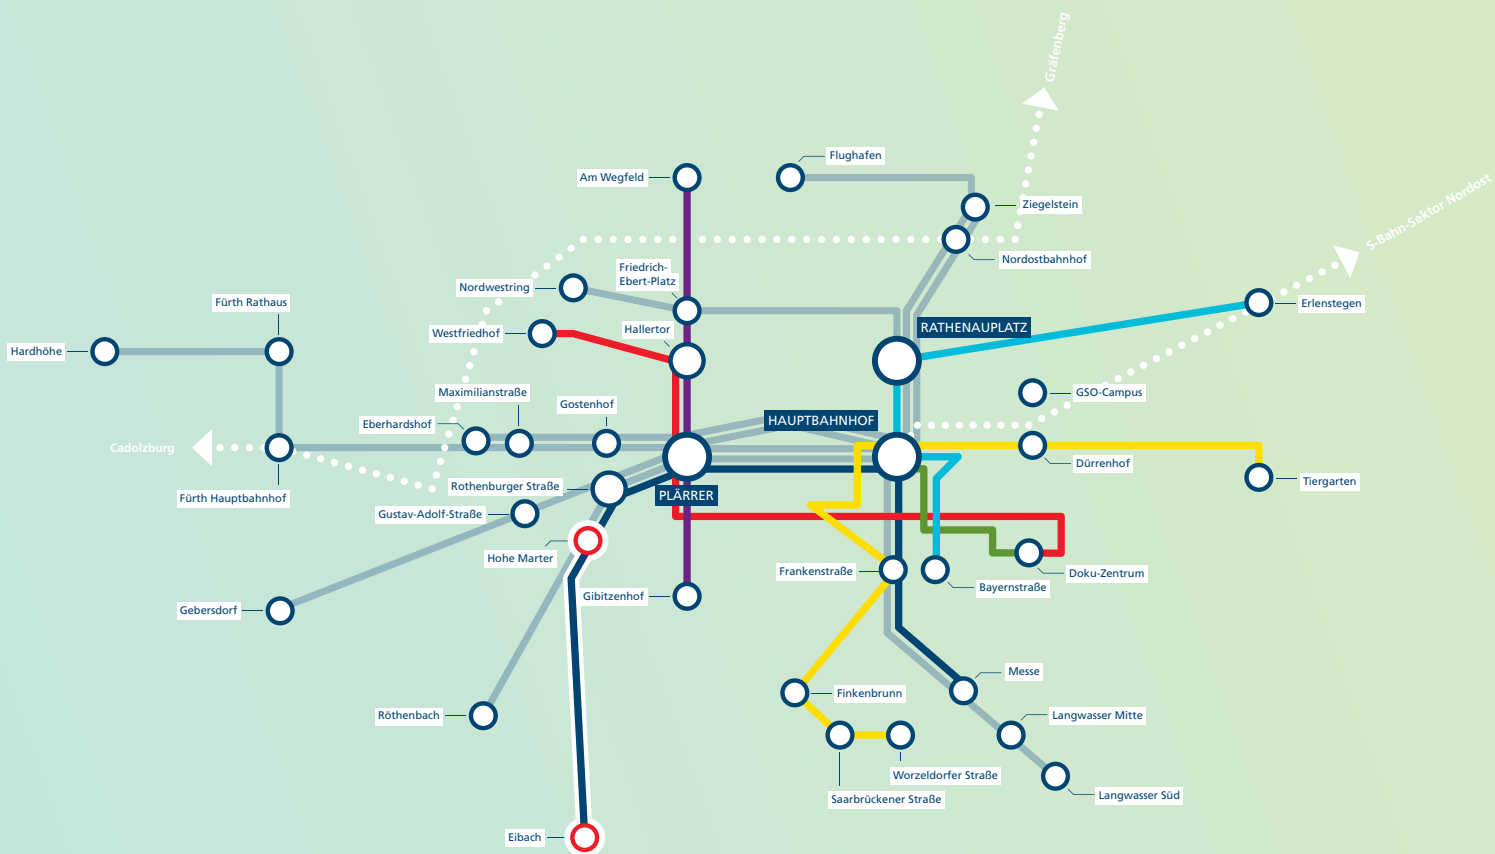 Gräfenberg
S-Bahn-Sektor Nordost
Flughafen
Am Wegfeld
Ziegelstein
Nordostbahnhof
Friedrich-
Ebert-Platz
Nordwestring
Fürth Rathaus
Erlenstegen
Hallertor
RATHENAUPLATZ
Westfriedhof
Hardhöhe
Maximilianstraße
GSO-Campus
Gostenhof
HAUPTBAHNHOF
Eberhardshof
Cadolzburg
Dürrenhof
Tiergarten
Rothenburger Straße
PLÄRRER
Fürth Hauptbahnhof
Gustav-Adolf-Straße
Hohe Marter
Frankenstraße
Doku-Zentrum
Bayernstraße
Gibitzenhof
Gebersdorf
Messe
Finkenbrunn
Röthenbach
Langwasser Mitte
Worzeldorfer Straße
Langwasser Süd
Saarbrückener Straße
Eibach